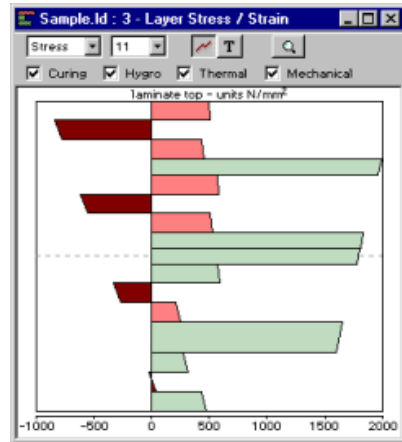 Sample.ld : 3 - Layer Stress / Strain
Stress 11 T
Curing Hygro Thermal Mechanical
laminate top - units N/mm²
-1000 -500 0 500 1000 1500 2000